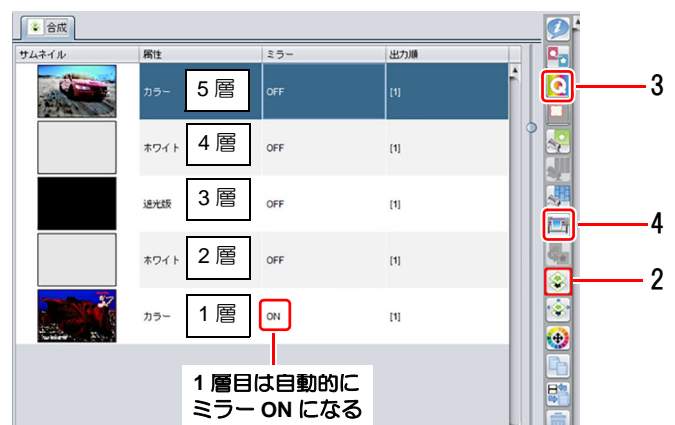 合成
サムネイル 属性 ミラー 出力順
カラー 5層 OFF [1]
ホワイト 4層 OFF [1]
遮光版 3層 OFF [1]
ホワイト 2層 OFF [1]
カラー 1層 ON [1]
1層目は自動的に
ミラー ON になる
3
4
2